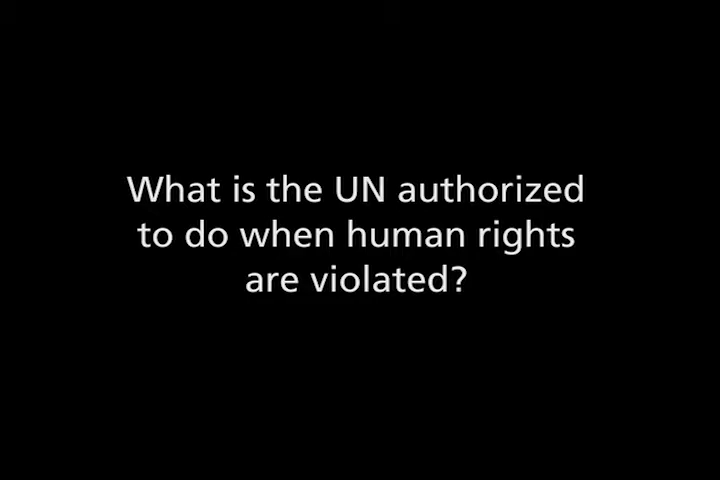 What is the UN authorized
to do when human rights
are violated?